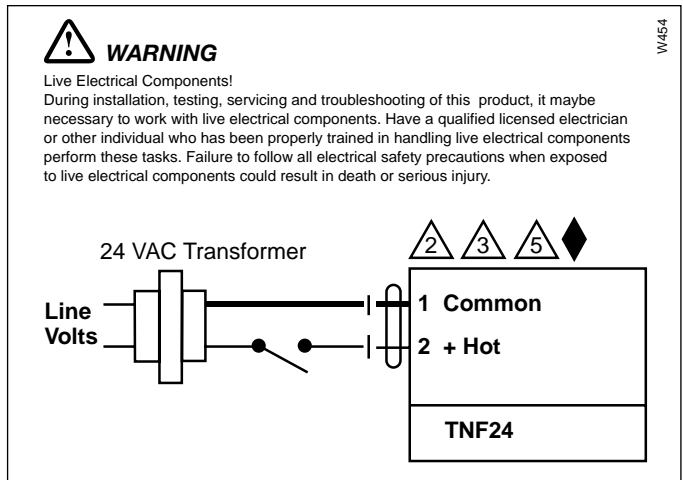 W454
! WARNING
Live Electrical Components!
During installation, testing, servicing and troubleshooting of this product, it maybe
necessary to work with live electrical components. Have a qualified licensed electrician
or other individual who has been properly trained in handling live electrical components
perform these tasks. Failure to follow all electrical safety precautions when exposed
to live electrical components could result in death or serious injury.
24 VAC Transformer
2 3 5
Line
Volts
1 Common
2 + Hot
TNF24